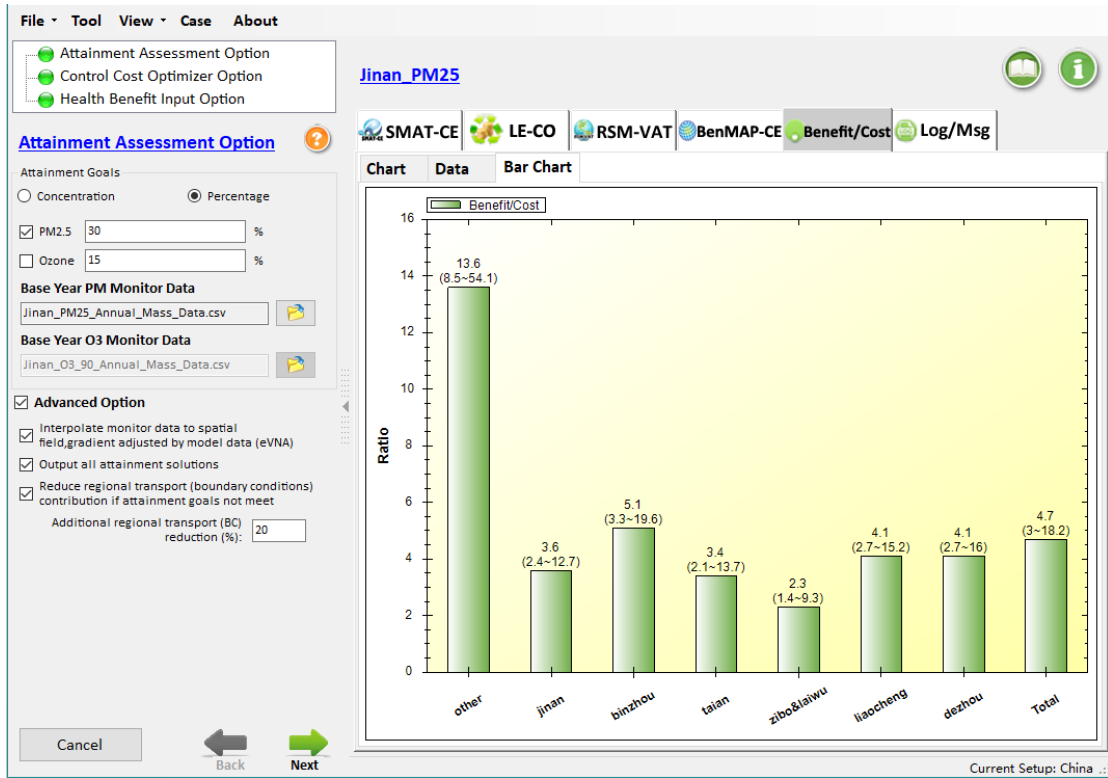 File Tool View Case About
Attainment Assessment Option
Control Cost Optimizer Option
Health Benefit Input Option
Attainment Assessment Option
?
Attainment Goals
Concentration Percentage
PM2.5 30 %
Ozone 15 %
Base Year PM Monitor Data
Jinan_PM25_Annual_Mass_Data.csv
Base Year O3 Monitor Data
Jinan_O3_90_Annual_Mass_Data.csv
Advanced Option
Interpolate monitor data to spatial
field,gradient adjusted by model data (eVNA)
Output all attainment solutions
Reduce regional transport (boundary conditions)
contribution if attainment goals not meet
Additional regional transport (BC)
reduction (%): 20
Cancel
Back
Next
Jinan_PM25
i
SMAT-CE LE-CO RSM-VAT BenMAP-CE Benefit/Cost Log/Msg
Chart Data Bar Chart
Benefit/Cost
Ratio
16
14
12
10
8
6
4
2
0
13.6
(8.5~54.1)
3.6
(2.4~12.7)
5.1
(3.3~19.6)
3.4
(2.1~13.7)
2.3
(1.4~9.3)
4.1
(2.7~15.2)
4.1
(2.7~16)
4.7
(3~18.2)
other jinan binzhou taian zibo&laiwu liaocheng dezhou Total
Current Setup: China